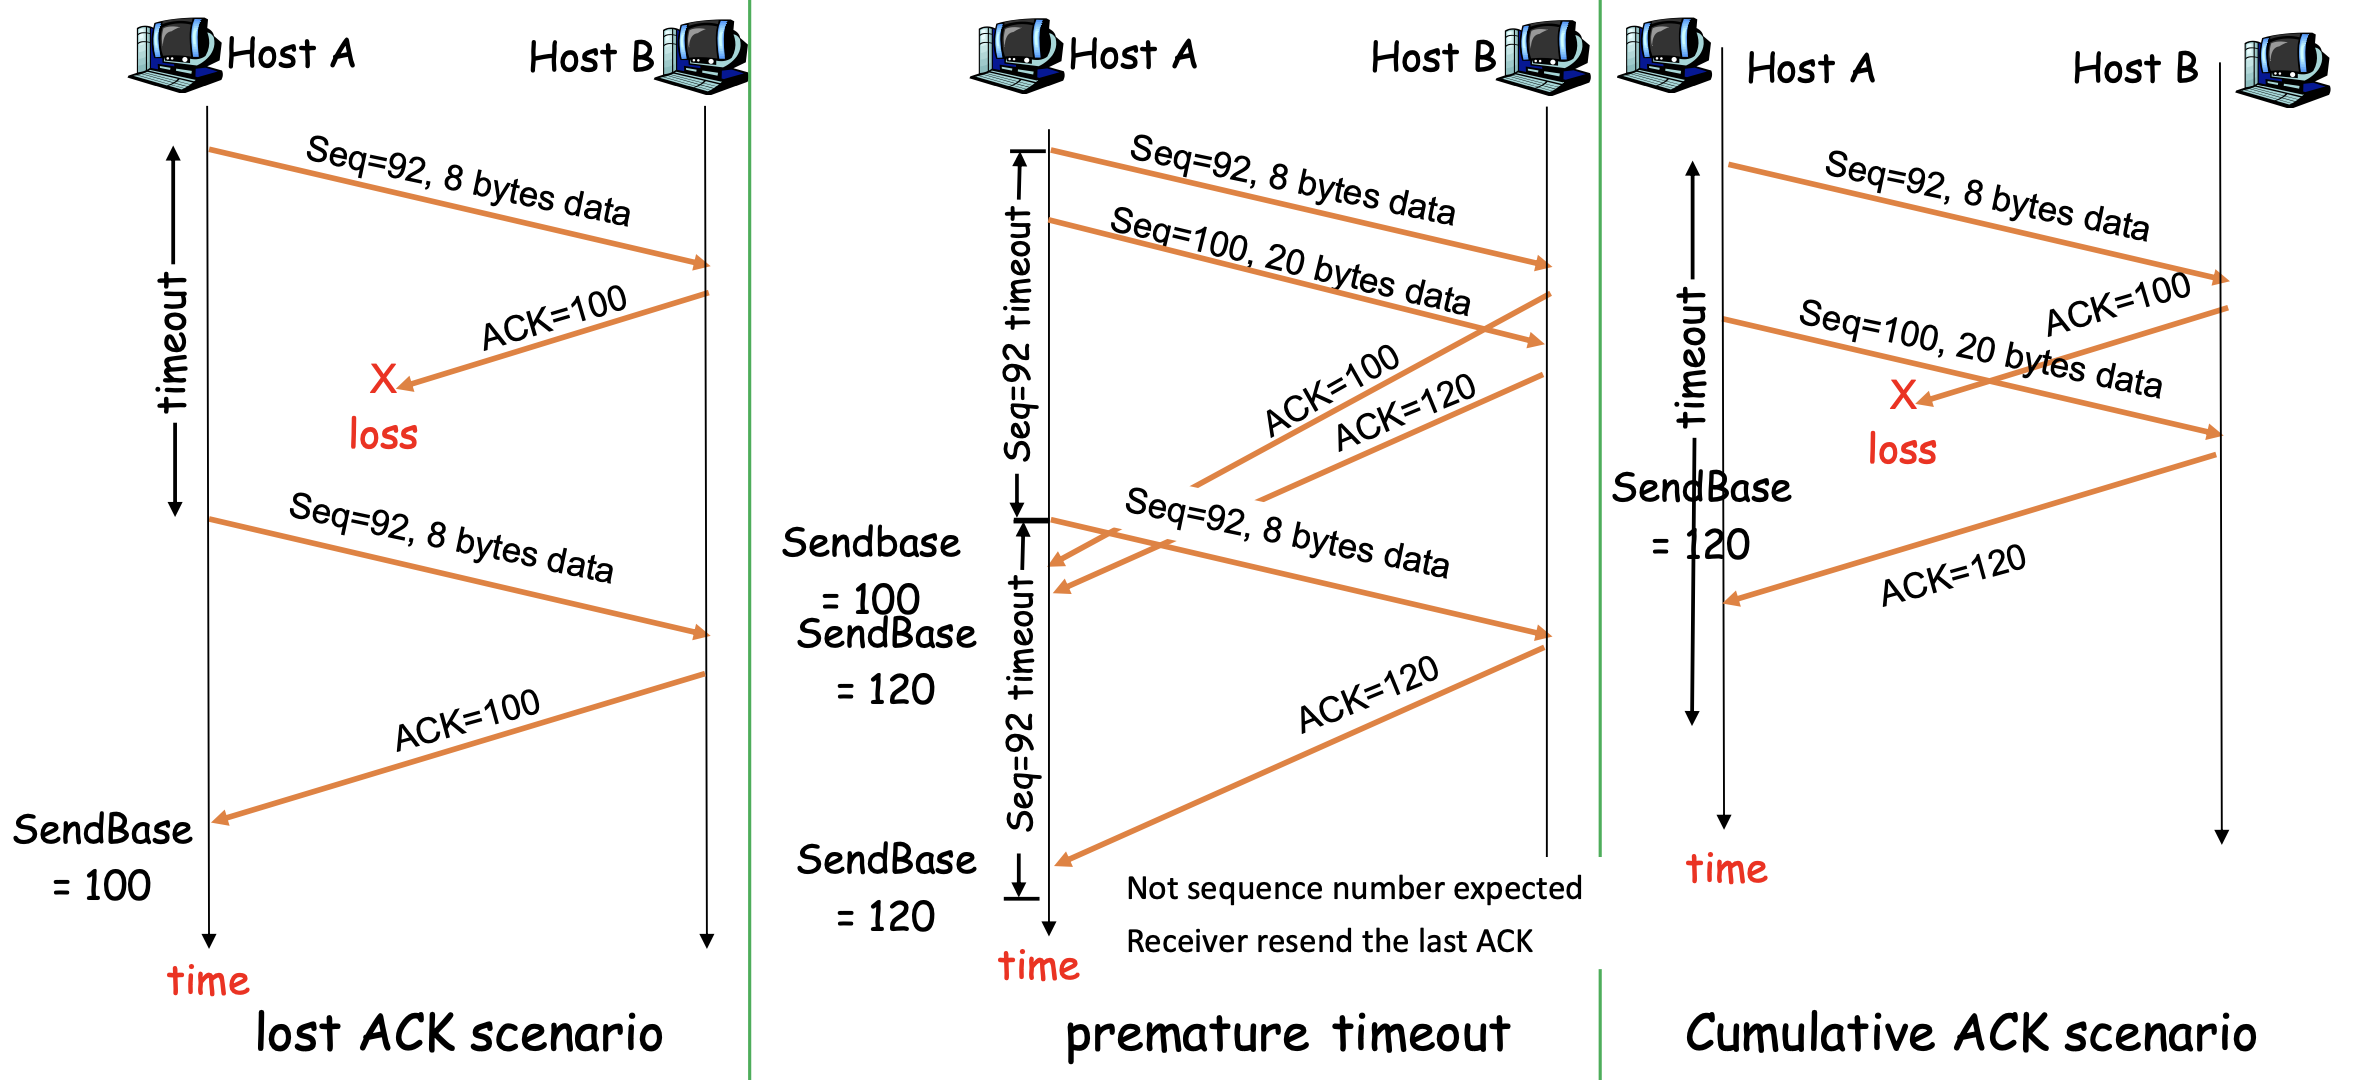 Host A
Host B
Seq=92, 8 bytes data
timeout
ACK=100
X
loss
Seq=92, 8 bytes data
ACK=100
SendBase
= 100
time
lost ACK scenario
Host A
Host B
Seq=92, 8 bytes data
Seq=100, 20 bytes data
Seq=92 timeout
ACK=100
ACK=120
Seq=92, 8 bytes data
Sendbase
= 100
SendBase
= 120
Seq=92 timeout
ACK=120
SendBase
= 120
Not sequence number expected
Receiver resend the last ACK
time
premature timeout
Host A
Host B
Seq=92, 8 bytes data
ACK=100
timeout
Seq=100, 20 bytes data
X
loss
SendBase
= 120
ACK=120
time
Cumulative ACK scenario